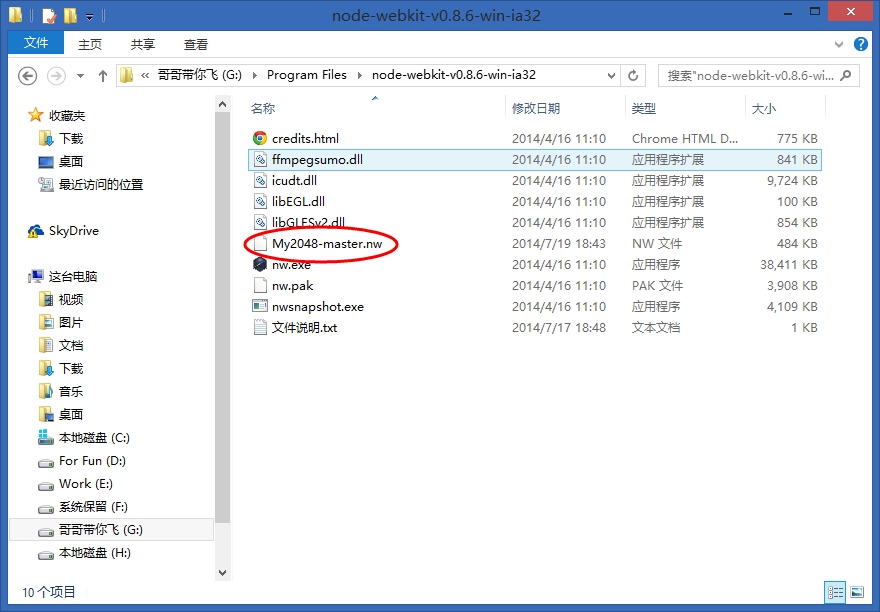 node-webkit-v0.8.6-win-ia32
文件 主页 共享 查看
« 哥哥带你飞 (G:) Program Files node-webkit-v0.8.6-win-ia32 搜索"node-webkit-v0.8.6-wi...
收藏夹
下载
桌面
最近访问的位置
SkyDrive
这台电脑
视频
图片
文档
下载
音乐
桌面
本地磁盘 (C:)
For Fun (D:)
Work (E:)
系统保留 (F:)
哥哥带你飞 (G:)
本地磁盘 (H:)
名称 修改日期 类型 大小
credits.html 2014/4/16 11:10 Chrome HTML D... 775 KB
ffmpegsumo.dll 2014/4/16 11:10 应用程序扩展 841 KB
icudt.dll 2014/4/16 11:10 应用程序扩展 9,724 KB
libEGL.dll 2014/4/16 11:10 应用程序扩展 100 KB
libGLESv2.dll 2014/4/16 11:10 应用程序扩展 854 KB
My2048-master.nw 2014/7/19 18:43 NW 文件 484 KB
nw.exe 2014/4/16 11:10 应用程序 38,411 KB
nw.pak 2014/4/16 11:10 PAK 文件 3,908 KB
nwsnapshot.exe 2014/4/16 11:10 应用程序 4,109 KB
文件说明.txt 2014/7/17 18:48 文本文档 1 KB
10 个项目